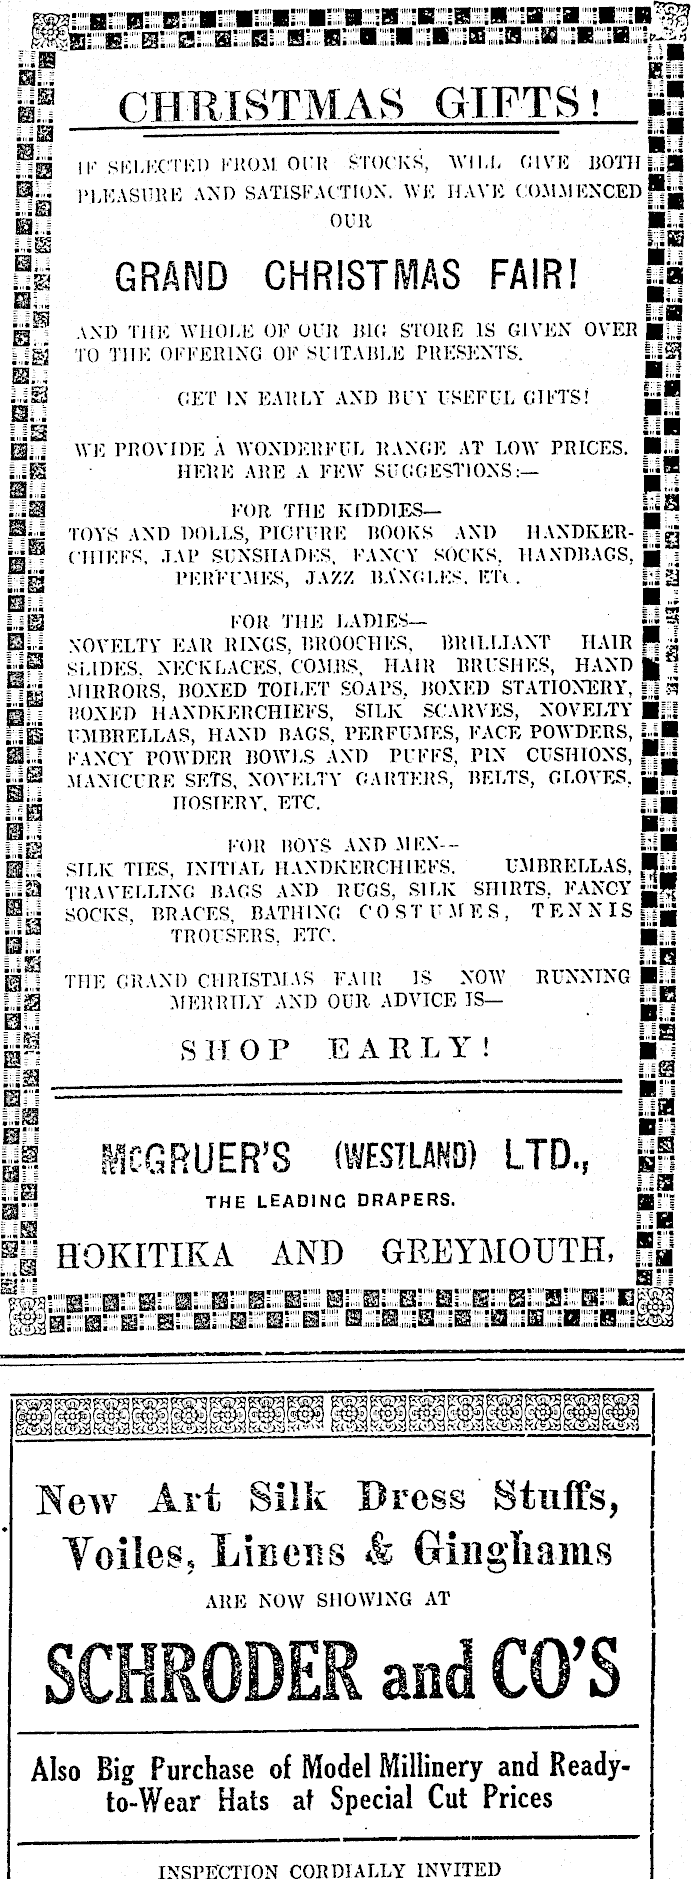 CHRISTMAS GIFTS!
IF SELECTED FROM OUR STOCKS, WILL GIVE BOTH
PLEASURE AND SATISFACTION. WE HAVE COMMENCED
OUR
GRAND CHRISTMAS FAIR!
AND THE WHOLE OF OUR BIG STORE IS GIVEN OVER
TO THE OFFERING OF SUITABLE PRESENTS.
GET IN EARLY AND BUY USEFUL GIFTS!
WE PROVIDE A WONDERFUL RANGE AT LOW PRICES.
HERE ARE A FEW SUGGESTIONS:—
FOR THE KIDDIES—
TOYS AND DOLLS, PICTURE BOOKS AND HANDKER-
CHIEFS, JAP SUNSHADES, FANCY SOCKS, HANDBAGS,
PERFUMES, JAZZ BANGLES, ETC.
FOR THE LADIES—
NOVELTY EAR RINGS, BROOCHES, BRILLIANT HAIR
SLIDES, NECKLACES, COMBS, HAIR BRUSHES, HAND
MIRRORS, BOXED TOILET SOAPS, BOXED STATIONERY,
BOXED HANDKERCHIEFS, SILK SCARVES, NOVELTY
UMBRELLAS, HAND BAGS, PERFUMES, FACE POWDERS,
FANCY POWDER BOWLS AND PUFFS, PIN CUSHIONS,
MANICURE SETS, NOVELTY GARTERS, BELTS, GLOVES,
HOSIERY, ETC.
FOR BOYS AND MEN—
SILK TIES, INITIAL HANDKERCHIEFS, UMBRELLAS,
TRAVELLING BAGS AND RUGS, SILK SHIRTS, FANCY
SOCKS, BRACES, BATHING COSTUMES, TENNIS
TROUSERS, ETC.
THE GRAND CHRISTMAS FAIR IS NOW RUNNING
MERRILY AND OUR ADVICE IS—
SHOP EARLY!
McGRUER'S (WESTLAND) LTD.,
THE LEADING DRAPERS.
HOKITIKA AND GREYMOUTH,
New Art Silk Dress Stuffs,
Voiles, Linens & Ginghams
ARE NOW SHOWING AT
SCHRODER and CO'S
Also Big Purchase of Model Millinery and Ready-
to-Wear Hats at Special Cut Prices
INSPECTION CORDIALLY INVITED